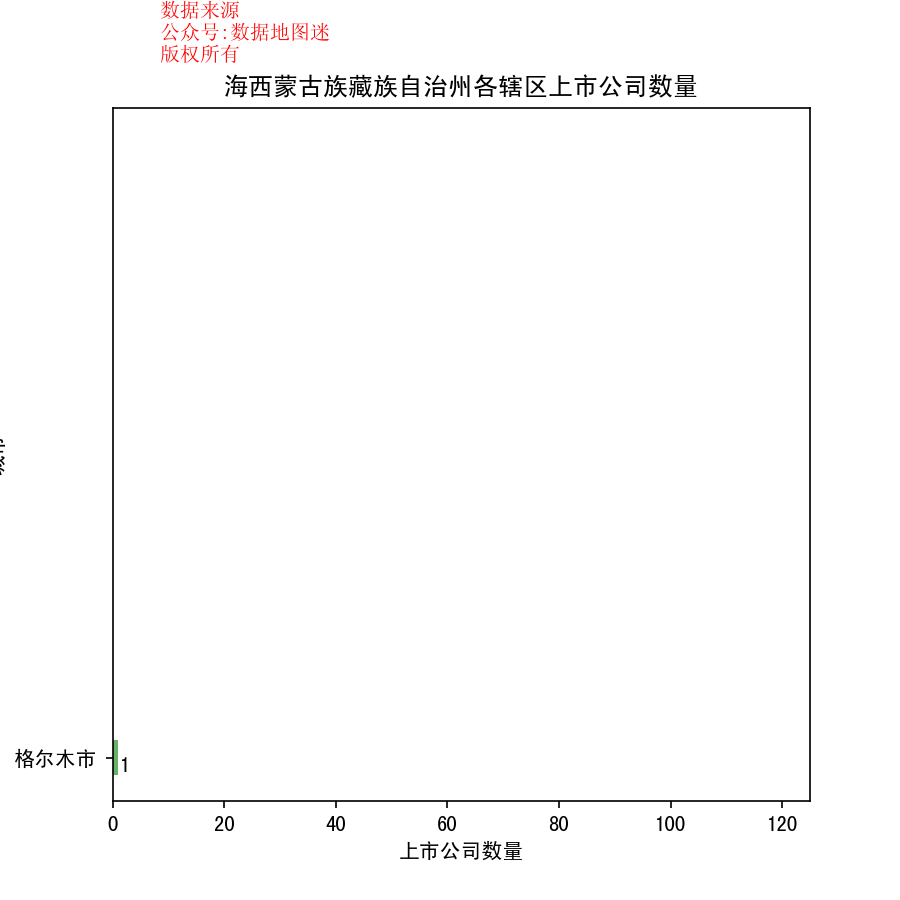 数据来源
公众号:数据地图迷
版权所有
海西蒙古族藏族自治州各辖区上市公司数量
格尔木市
1
0 20 40 60 80 100 120
上市公司数量